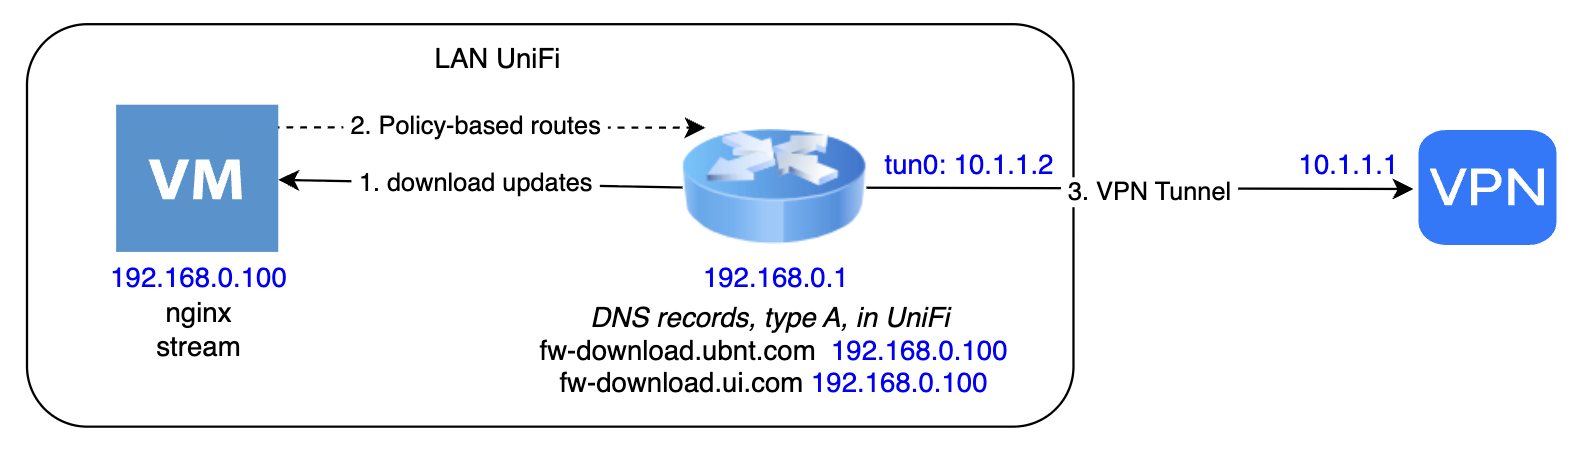 LAN UniFi
VM
2. Policy-based routes
1. download updates
tun0: 10.1.1.2
3. VPN Tunnel
10.1.1.1
VPN
192.168.0.100
nginx
stream
192.168.0.1
DNS records, type A, in UniFi
fw-download.ubnt.com 192.168.0.100
fw-download.ui.com 192.168.0.100